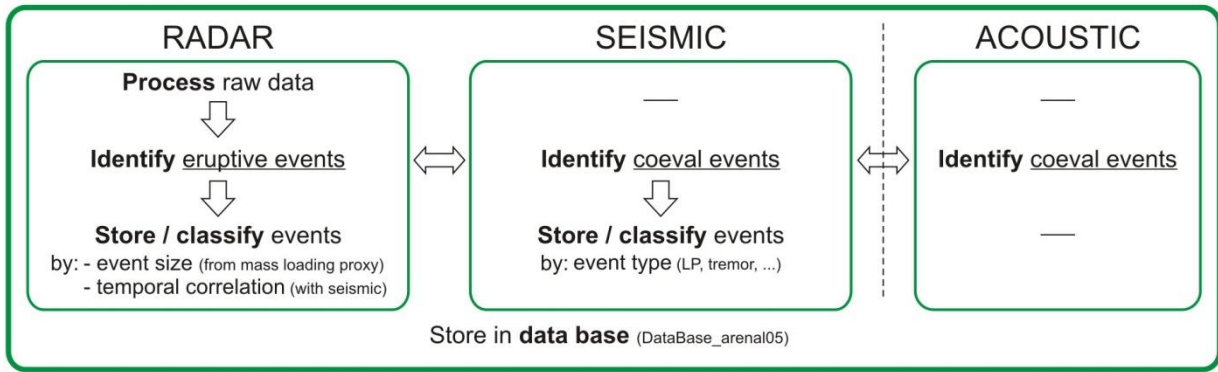 RADAR
Process raw data
Identify eruptive events
Store / classify events
by: - event size (from mass loading proxy)
- temporal correlation (with seismic)
SEISMIC
—
Identify coeval events
Store / classify events
by: event type (LP, tremor, ...)
ACOUSTIC
—
Identify coeval events
—
Store in data base (DataBase_arenal05)